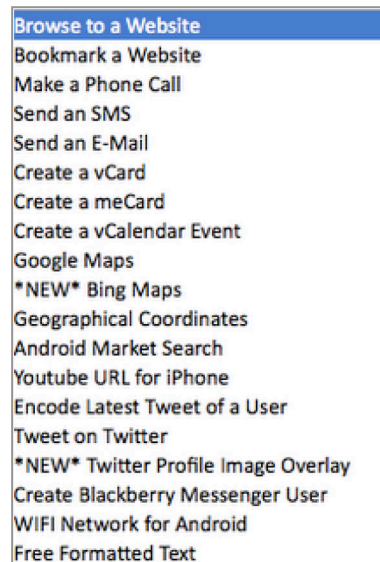 Browse to a Website
Bookmark a Website
Make a Phone Call
Send an SMS
Send an E-Mail
Create a vCard
Create a meCard
Create a vCalendar Event
Google Maps
*NEW* Bing Maps
Geographical Coordinates
Android Market Search
Youtube URL for iPhone
Encode Latest Tweet of a User
Tweet on Twitter
*NEW* Twitter Profile Image Overlay
Create Blackberry Messenger User
WIFI Network for Android
Free Formatted Text